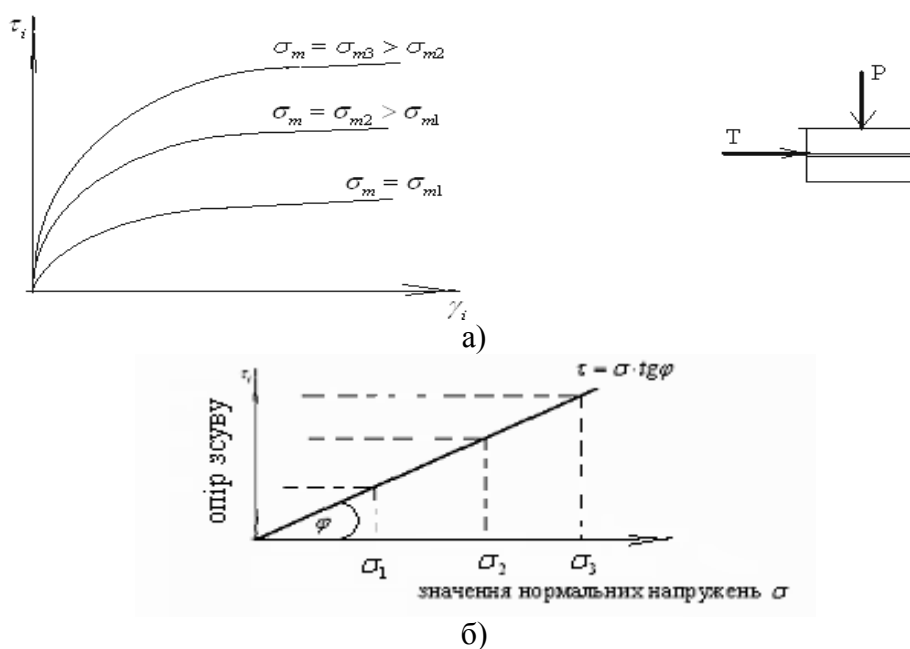 τᵢ
σₘ = σₘ₃ > σₘ₂
σₘ = σₘ₂ > σₘ₁
σₘ = σₘ₁
γᵢ
P
T
а)
τᵢ
τ = σ·tgφ
опір зсуву
φ
σ₁ σ₂ σ₃
значення нормальних напружень σ
б)